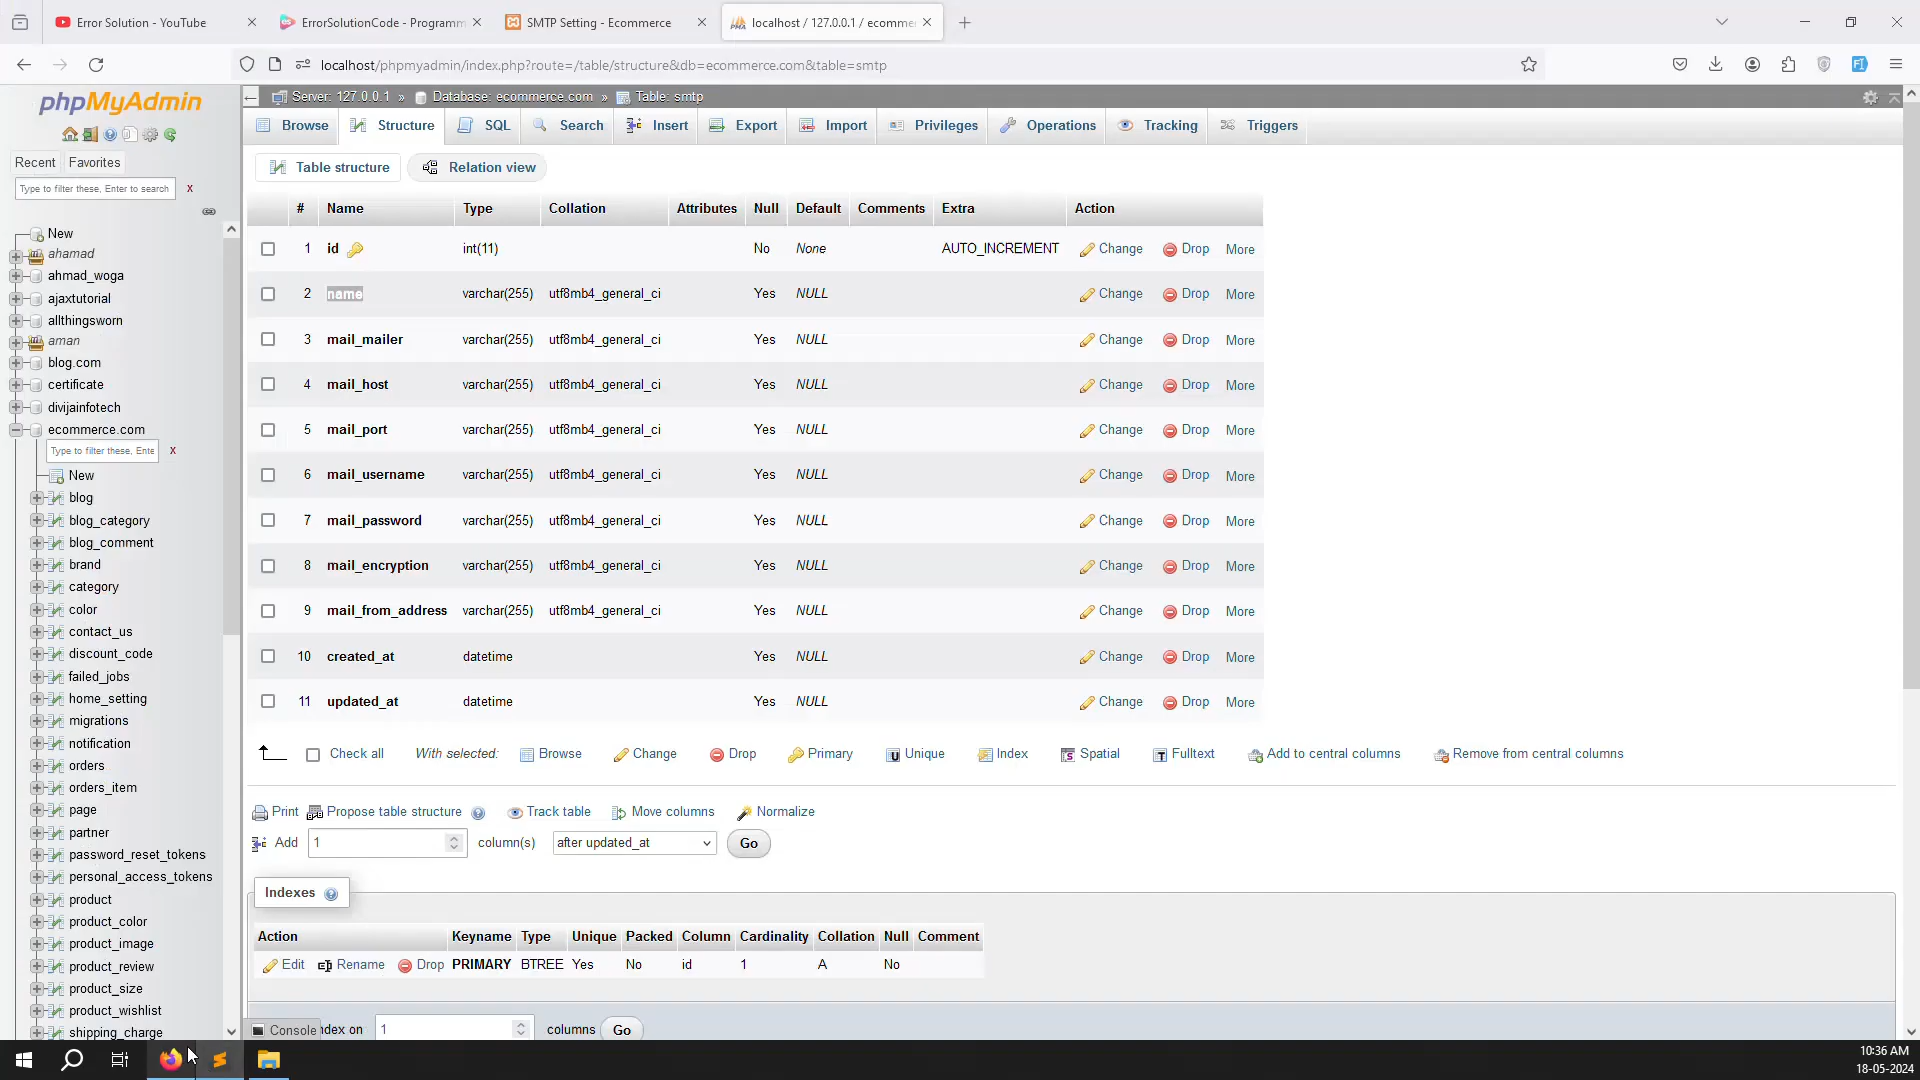 Error Solution - YouTube
ErrorSolutionCode - Programm
SMTP Setting - Ecommerce
localhost / 127.0.0.1 / ecomme
localhost/phpmyadmin/index.php?route=/table/structure&db=ecommerce.com&table=smtp
phpMyAdmin
Recent Favorites
Type to filter these, Enter to search X
New
ahamad
ahmad_woga
ajaxtutorial
allthingsworn
aman
blog.com
certificate
divijainfotech
ecommerce.com
Type to filter these, Ente X
New
blog
blog_category
blog_comment
brand
category
color
contact_us
discount_code
failed_jobs
home_setting
migrations
notification
orders
orders_item
page
partner
password_reset_tokens
personal_access_tokens
product
product_color
product_image
product_review
product_size
product_wishlist
shipping_charge
Server: 127.0.0.1 » Database: ecommerce.com » Table: smtp
Browse Structure SQL Search Insert Export Import Privileges Operations Tracking Triggers
Table structure Relation view
# Name Type Collation Attributes Null Default Comments Extra Action
1 id int(11) No None AUTO_INCREMENT Change Drop More
2 name varchar(255) utf8mb4_general_ci Yes NULL Change Drop More
3 mail_mailer varchar(255) utf8mb4_general_ci Yes NULL Change Drop More
4 mail_host varchar(255) utf8mb4_general_ci Yes NULL Change Drop More
5 mail_port varchar(255) utf8mb4_general_ci Yes NULL Change Drop More
6 mail_username varchar(255) utf8mb4_general_ci Yes NULL Change Drop More
7 mail_password varchar(255) utf8mb4_general_ci Yes NULL Change Drop More
8 mail_encryption varchar(255) utf8mb4_general_ci Yes NULL Change Drop More
9 mail_from_address varchar(255) utf8mb4_general_ci Yes NULL Change Drop More
10 created_at datetime Yes NULL Change Drop More
11 updated_at datetime Yes NULL Change Drop More
Check all With selected: Browse Change Drop Primary Unique Index Spatial Fulltext Add to central columns Remove from central columns
Print Propose table structure Track table Move columns Normalize
Add 1 column(s) after updated_at Go
Indexes
Action Keyname Type Unique Packed Column Cardinality Collation Null Comment
Edit Rename Drop PRIMARY BTREE Yes No id 1 A No
Console ndex on 1 columns Go
10:36 AM
18-05-2024